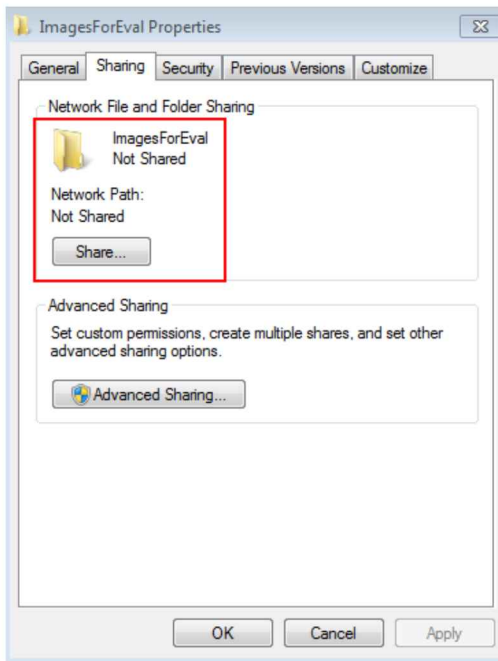 ImagesForEval Properties
General Sharing Security Previous Versions Customize
Network File and Folder Sharing
ImagesForEval
Not Shared
Network Path:
Not Shared
Share...
Advanced Sharing
Set custom permissions, create multiple shares, and set other
advanced sharing options.
Advanced Sharing...
OK Cancel Apply